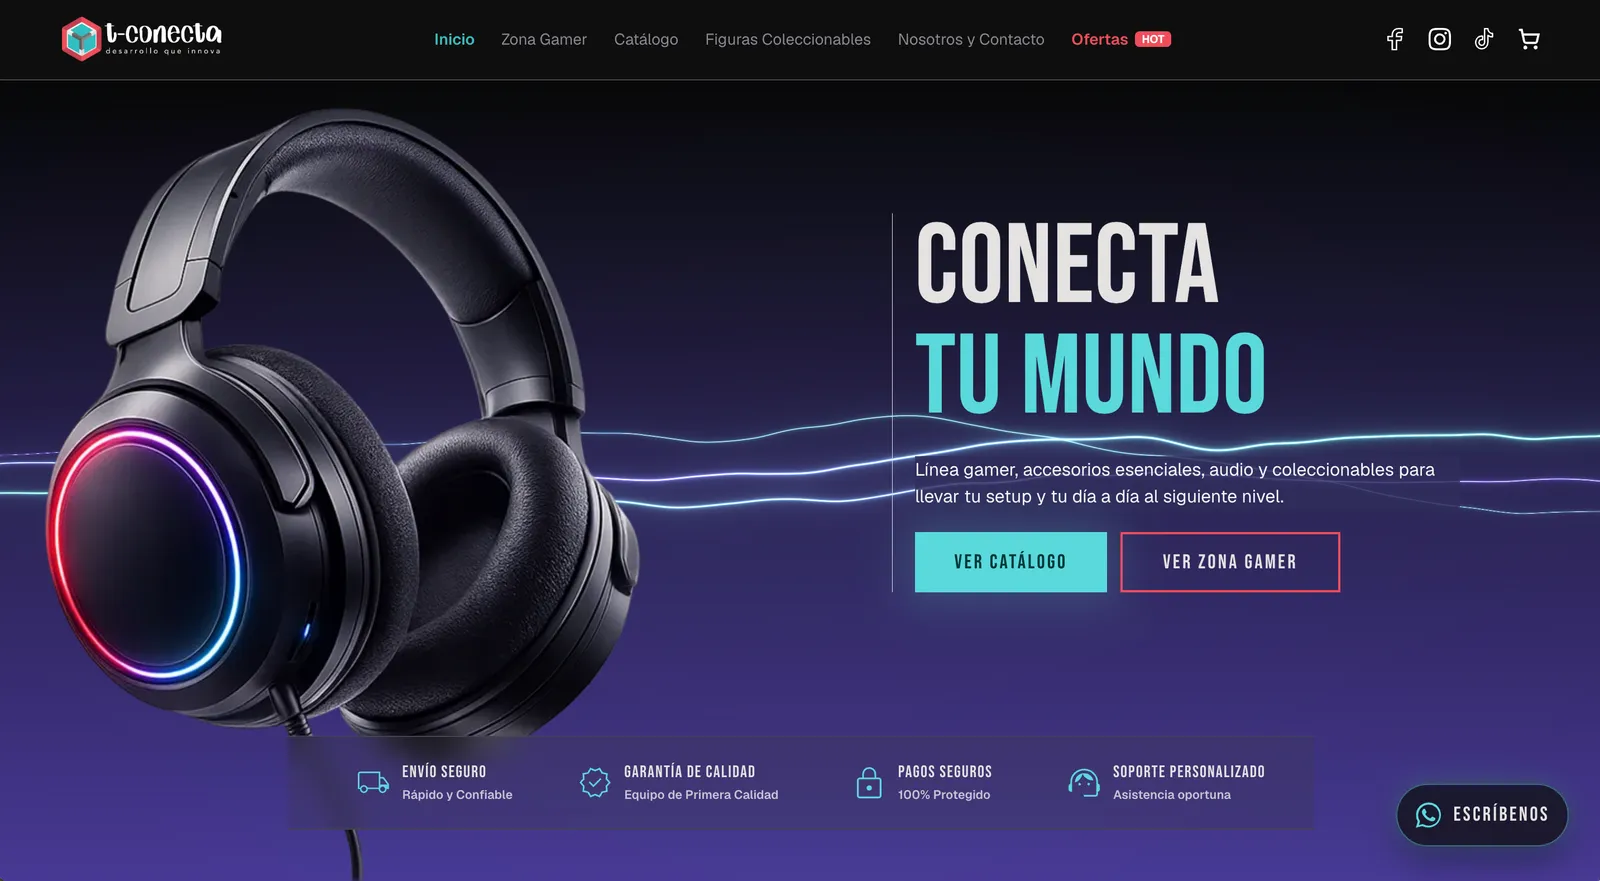 t-conecta
desarrollo que innova
Inicio
Zona Gamer
Catálogo
Figuras Coleccionables
Nosotros y Contacto
Ofertas HOT
CONECTA
TU MUNDO
Línea gamer, accesorios esenciales, audio y coleccionables para
llevar tu setup y tu día a día al siguiente nivel.
VER CATÁLOGO
VER ZONA GAMER
ENVÍO SEGURO
Rápido y Confiable
GARANTÍA DE CALIDAD
Equipo de Primera Calidad
PAGOS SEGUROS
100% Protegido
SOPORTE PERSONALIZADO
Asistencia oportuna
ESCRÍBENOS